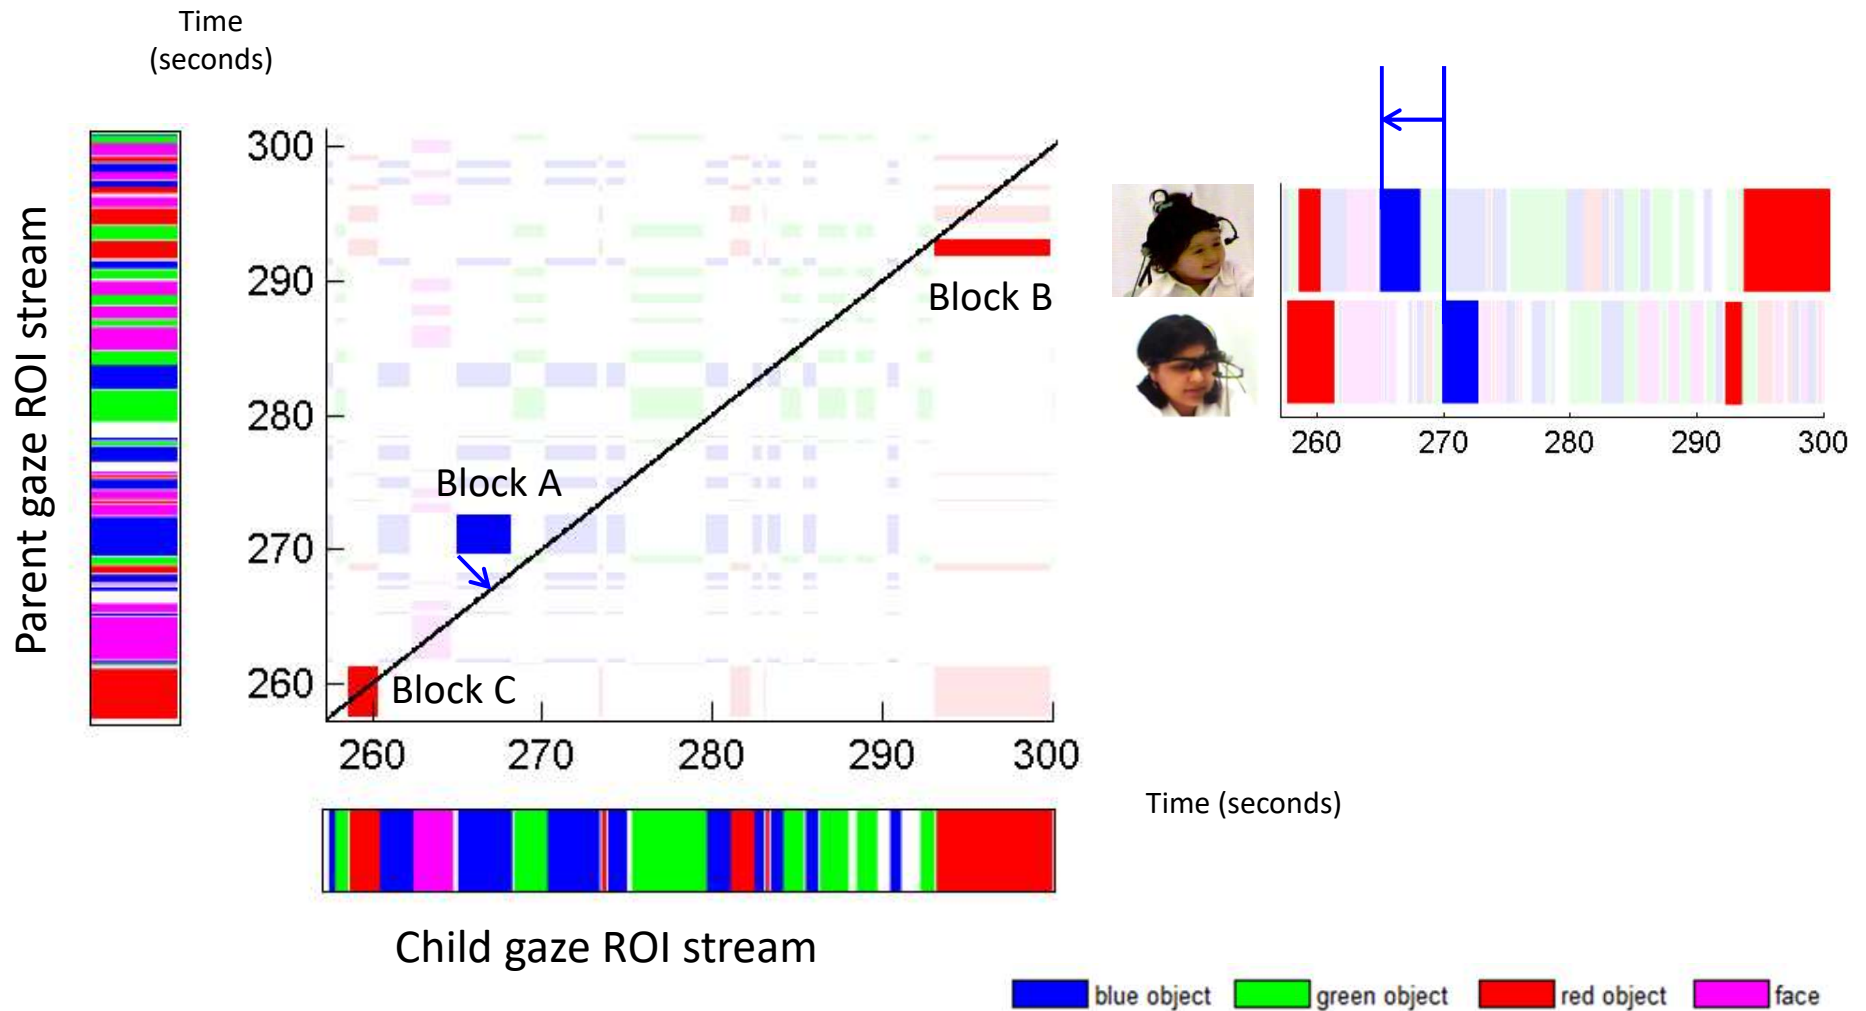 Time
(seconds)
Parent gaze ROI stream
300
290
280
270
260
Block A
Block B
Block C
260 270 280 290 300
Child gaze ROI stream
260 270 280 290 300
Time (seconds)
blue object green object red object face